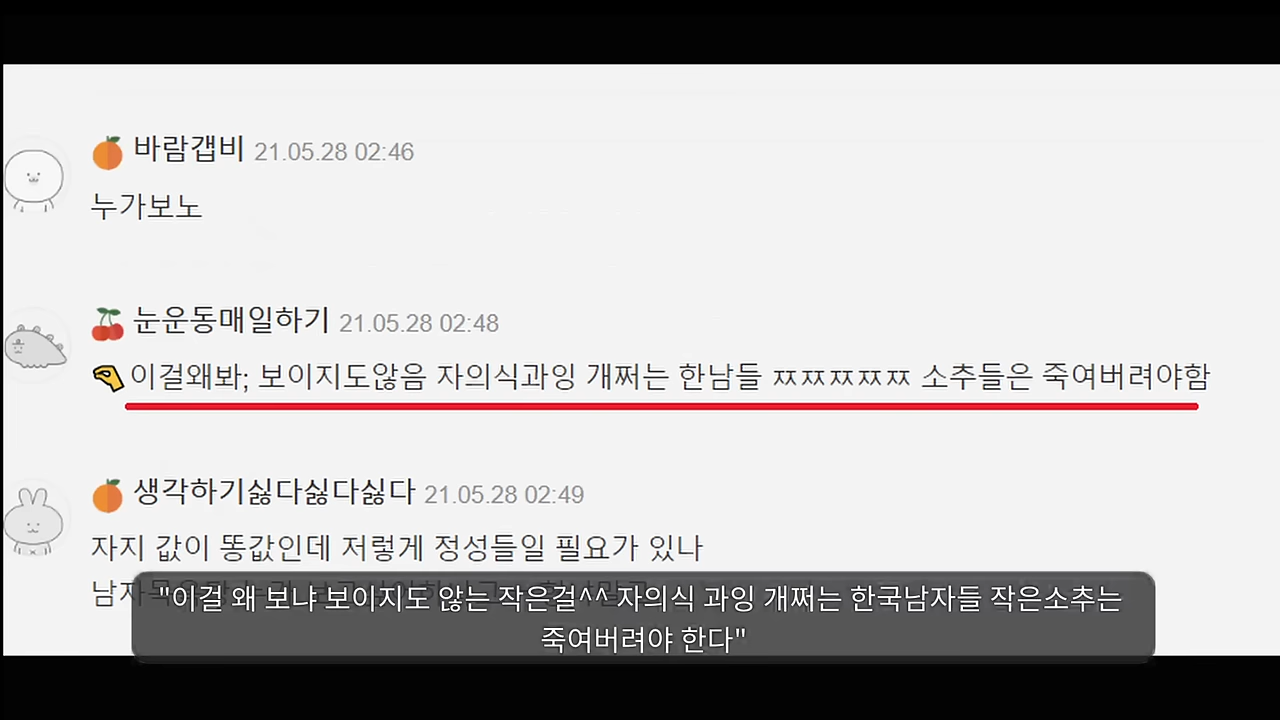 바람갭비 21.05.28 02:46
누가보노
눈운동매일하기 21.05.28 02:48
이걸왜봐; 보이지도않음 자의식과잉 개쩌는 한남들 ㅉㅉㅉㅉㅉ 소추들은 죽여버려야함
생각하기싫다싫다싫다 21.05.28 02:49
자지 값이 똥값인데 저렇게 정성들일 필요가 있나
"이걸 왜 보냐 보이지도 않는 작은걸^^ 자의식 과잉 개쩌는 한국남자들 작은소추는
죽여버려야 한다"